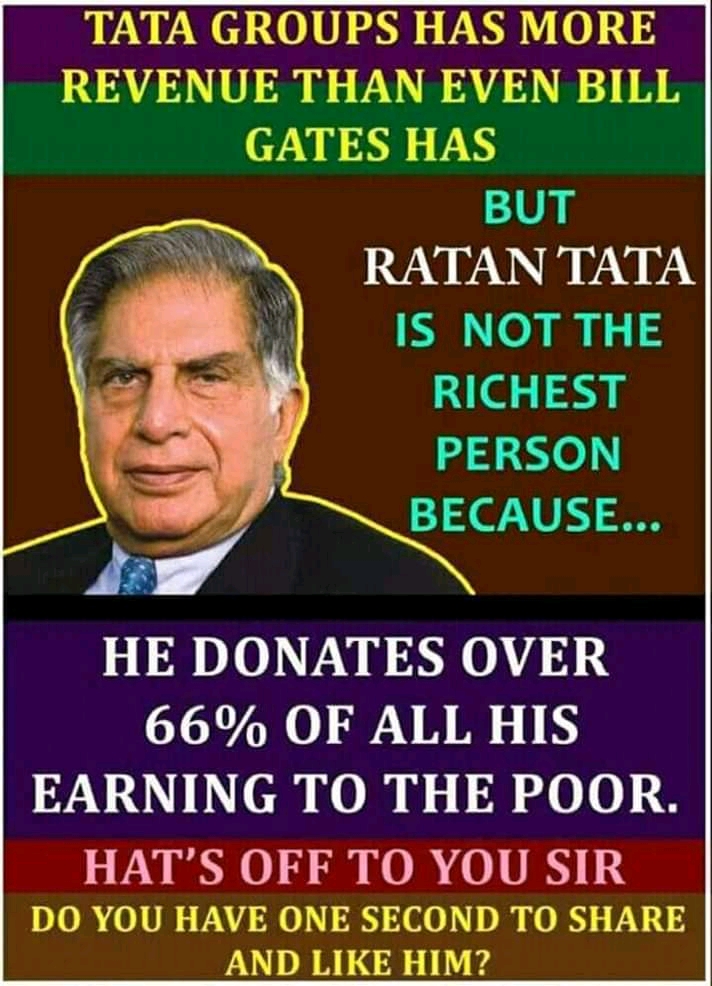 TATA GROUPS HAS MORE
REVENUE THAN EVEN BILL
GATES HAS
BUT
RATAN TATA
IS NOT THE
RICHEST
PERSON
BECAUSE...
HE DONATES OVER
66% OF ALL HIS
EARNING TO THE POOR.
HAT'S OFF TO YOU SIR
DO YOU HAVE ONE SECOND TO SHARE
AND LIKE HIM?